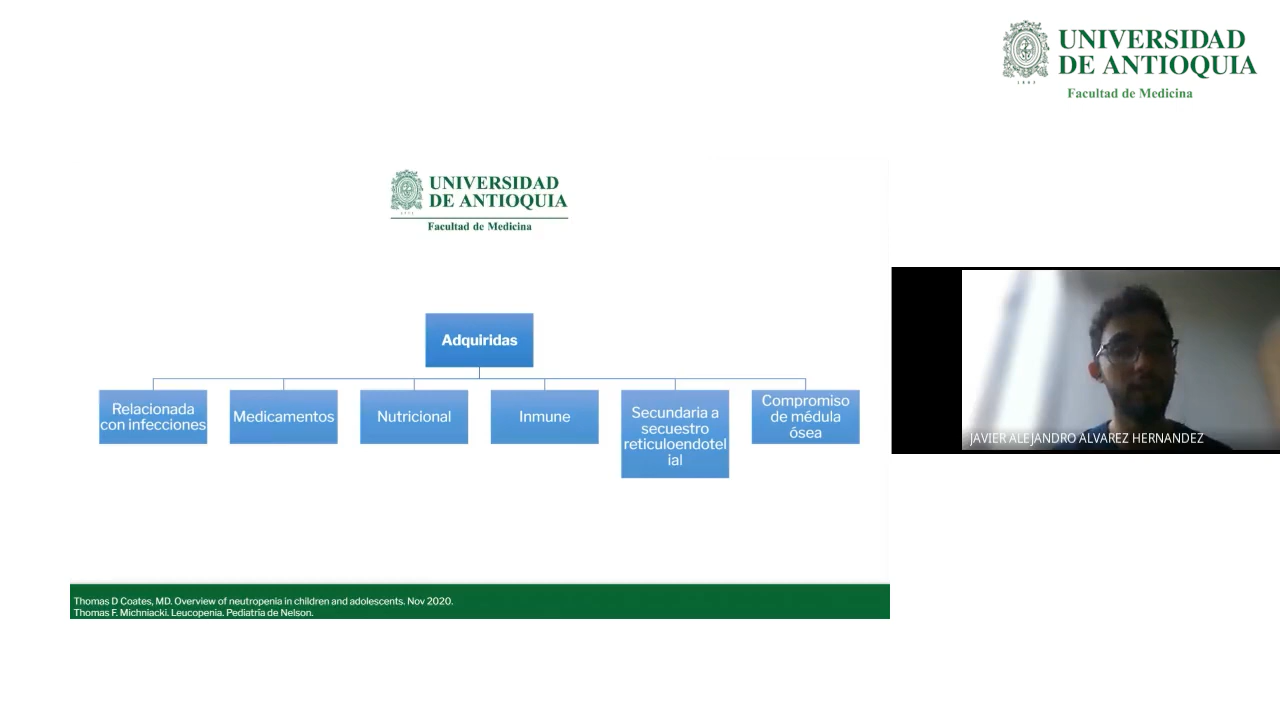 UNIVERSIDAD
DE ANTIOQUIA
Facultad de Medicina
UNIVERSIDAD
DE ANTIOQUIA
Facultad de Medicina
Adquiridas
Relacionada
con infecciones
Medicamentos
Nutricional
Inmune
Secundaria a
secuestro
reticuloendotel
ial
Compromiso
de médula
ósea
JAVIER ALEJANDRO ALVAREZ HERNANDEZ
Thomas D Coates, MD. Overview of neutropenia in children and adolescents. Nov 2020.
Thomas F. Michniacki. Leucopenia. Pediatría de Nelson.